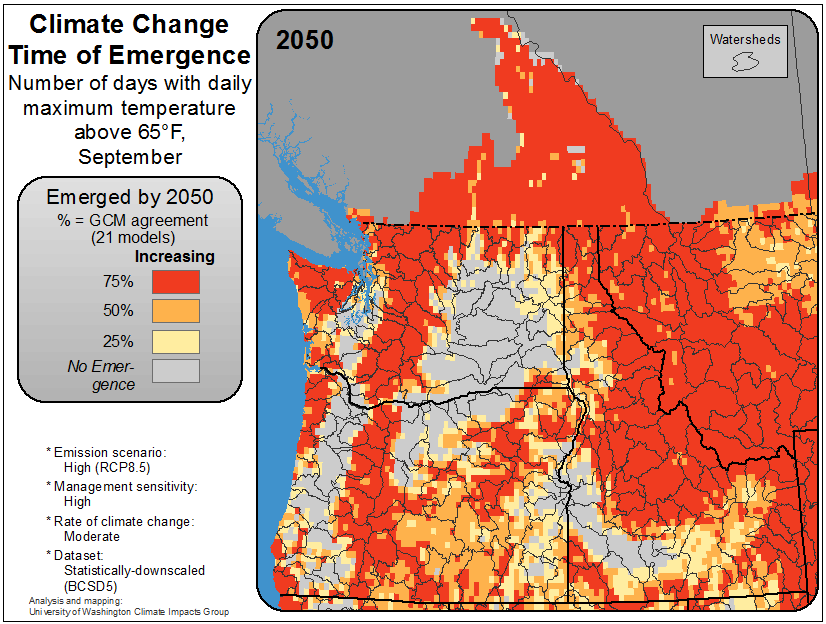 Climate Change
Time of Emergence
Number of days with daily
maximum temperature
above 65°F,
September
Emerged by 2050
% = GCM agreement
(21 models)
Increasing
75%
50%
25%
No Emer-
gence
* Emission scenario:
High (RCP8.5)
* Management sensitivity:
High
* Rate of climate change:
Moderate
* Dataset:
Statistically-downscaled
(BCSD5)
Analysis and mapping:
University of Washington Climate Impacts Group
2050
Watersheds